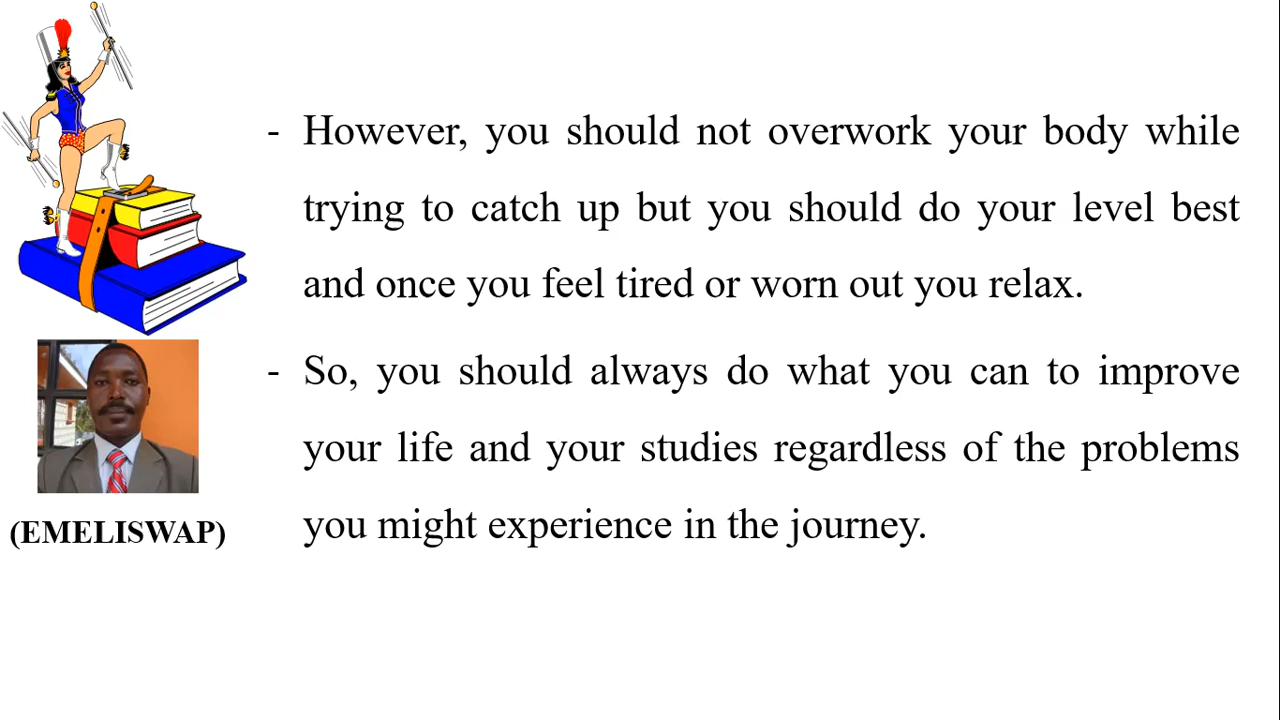 - However, you should not overwork your body while
trying to catch up but you should do your level best
and once you feel tired or worn out you relax.
- So, you should always do what you can to improve
your life and your studies regardless of the problems
you might experience in the journey.
(EMELISWAP)